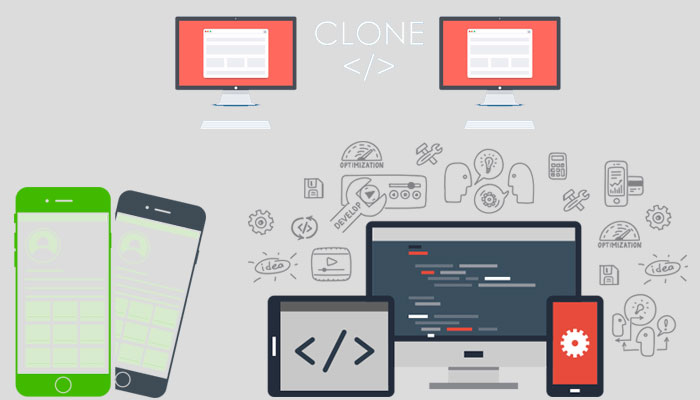 CLONE
</>
OPTIMIZATION
DEVELOP
</>
idea
OPTIMIZATION
idea
</>